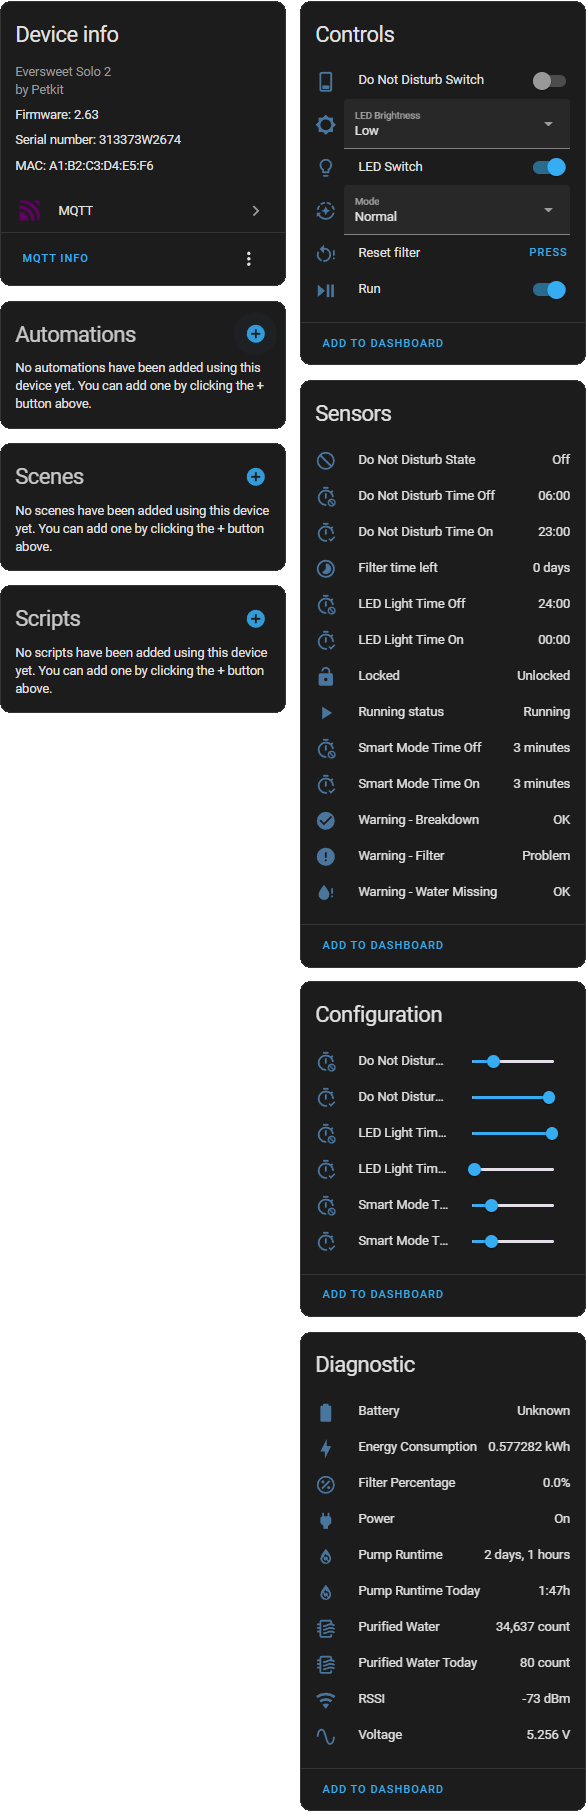 Device info
Eversweet Solo 2
by Petkit
Firmware: 2.63
Serial number: 313373W2674
MAC: A1:B2:C3:D4:E5:F6
MQTT
MQTT INFO
Automations
No automations have been added using this
device yet. You can add one by clicking the +
button above.
Scenes
No scenes have been added using this device
yet. You can add one by clicking the + button
above.
Scripts
No scripts have been added using this device
yet. You can add one by clicking the + button
above.
Controls
Do Not Disturb Switch
LED Brightness
Low
LED Switch
Mode
Normal
Reset filter PRESS
Run
ADD TO DASHBOARD
Sensors
Do Not Disturb State Off
Do Not Disturb Time Off 06:00
Do Not Disturb Time On 23:00
Filter time left 0 days
LED Light Time Off 24:00
LED Light Time On 00:00
Locked Unlocked
Running status Running
Smart Mode Time Off 3 minutes
Smart Mode Time On 3 minutes
Warning - Breakdown OK
Warning - Filter Problem
Warning - Water Missing OK
ADD TO DASHBOARD
Configuration
Do Not Distur...
Do Not Distur...
LED Light Tim...
LED Light Tim...
Smart Mode T...
Smart Mode T...
ADD TO DASHBOARD
Diagnostic
Battery Unknown
Energy Consumption 0.577282 kWh
Filter Percentage 0.0%
Power On
Pump Runtime 2 days, 1 hours
Pump Runtime Today 1:47h
Purified Water 34,637 count
Purified Water Today 80 count
RSSI -73 dBm
Voltage 5.256 V
ADD TO DASHBOARD